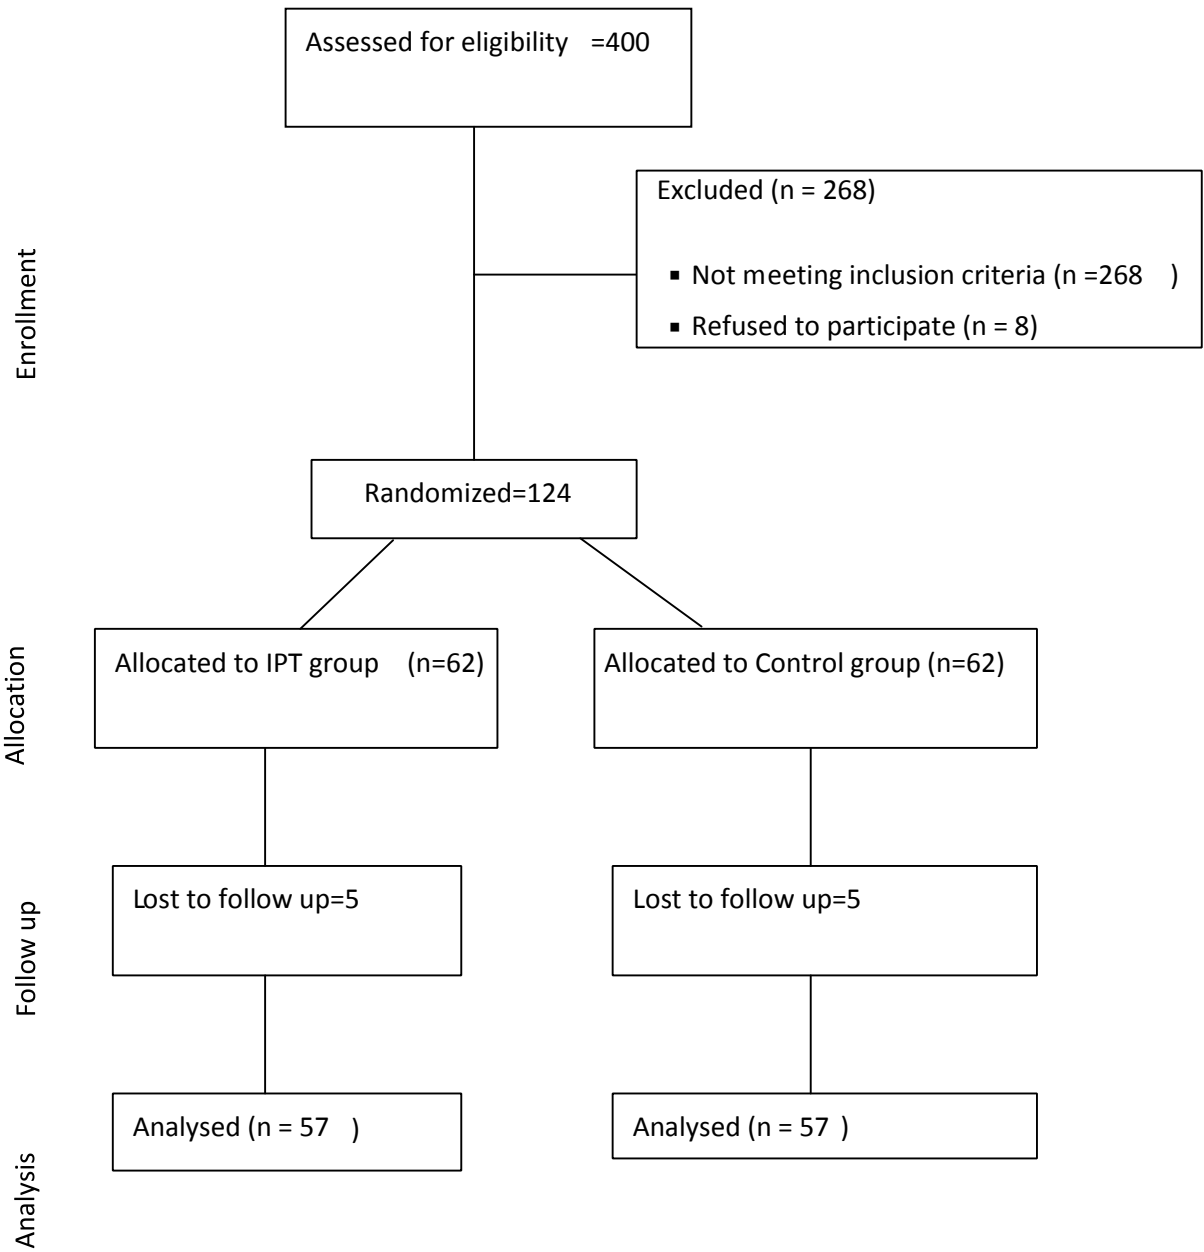 Assessed for eligibility =400
Enrollment
Excluded (n = 268)
▪ Not meeting inclusion criteria (n =268 )
▪ Refused to participate (n = 8)
Randomized=124
Allocation
Allocated to IPT group (n=62)
Allocated to Control group (n=62)
Follow up
Lost to follow up=5
Lost to follow up=5
Analysis
Analysed (n = 57 )
Analysed (n = 57 )